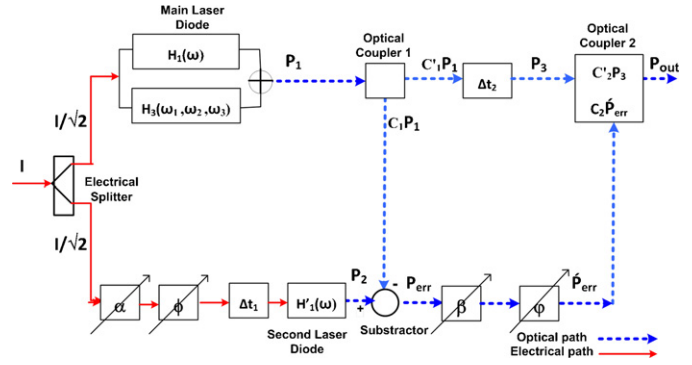 Main Laser
Diode
H₁(ω)
H₃(ω₁,ω₂,ω₃)
P₁
Optical
Coupler 1
C'₁P₁
Δt₂
P₃
Optical
Coupler 2
C'₂P₃
C₂Ṕerr
Pout
I/√2
C₁P₁
I
Electrical
Splitter
I/√2
α
ϕ
Δt₁
H'₁(ω)
Second Laser
Diode
P₂
-
+
Substractor
Perr
β
φ
Ṕerr
Optical path
Electrical path